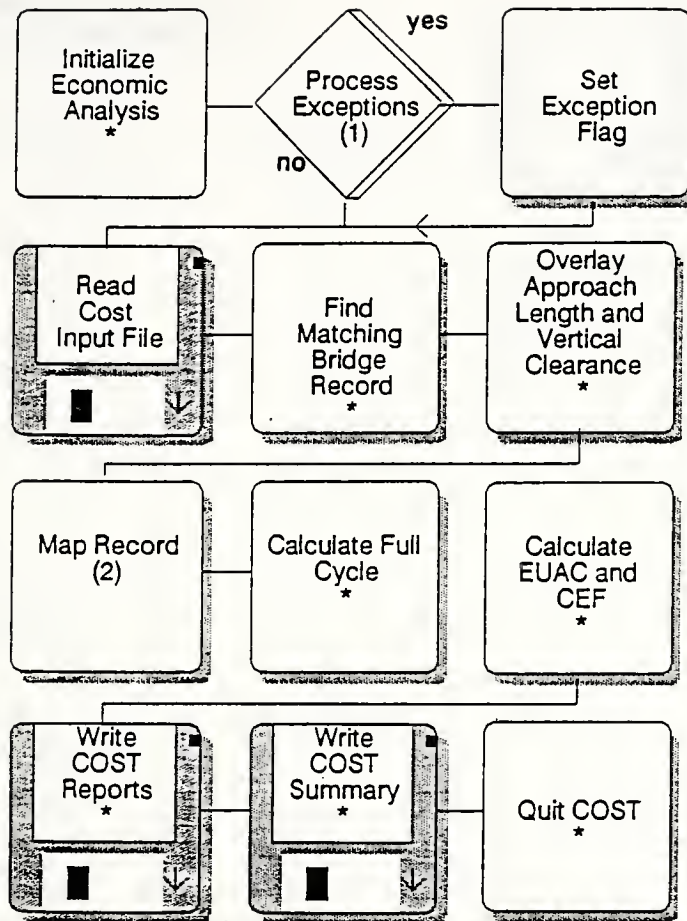 Initialize
Economic
Analysis
*
yes
Process
Exceptions
(1)
no
Set
Exception
Flag
Read
Cost
Input File
Find
Matching
Bridge
Record
*
Overlay
Approach
Length and
Vertical
Clearance
*
Map Record
(2)
Calculate Full
Cycle
*
Calculate
EUAC and
CEF
*
Write
COST
Reports
*
Write
COST
Summary
*
Quit COST
*